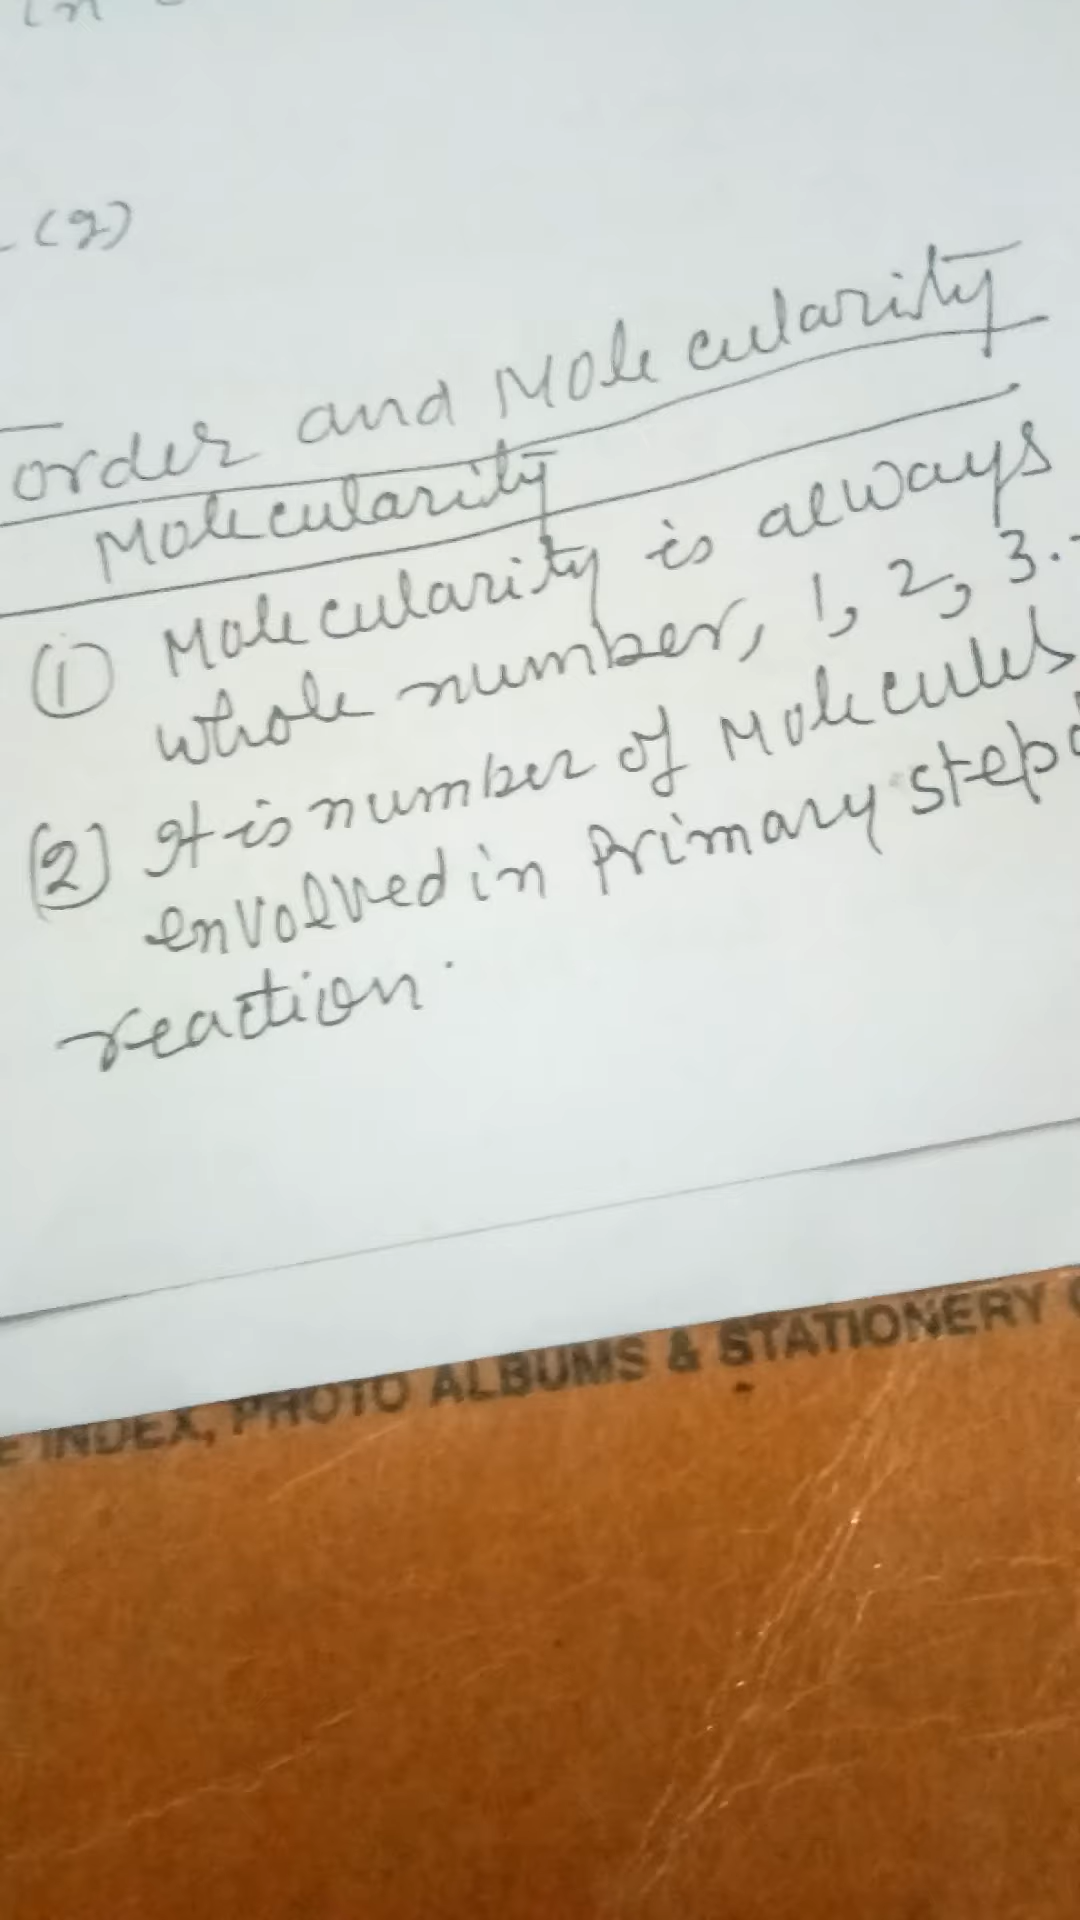 (2)
order and Molecularity
Molecularity
(1) Molecularity is always
whole number, 1, 2, 3.
(2) It is number of Molecules
envolved in Primary step
reaction.
E INDEX, PHOTO ALBUMS & STATIONERY